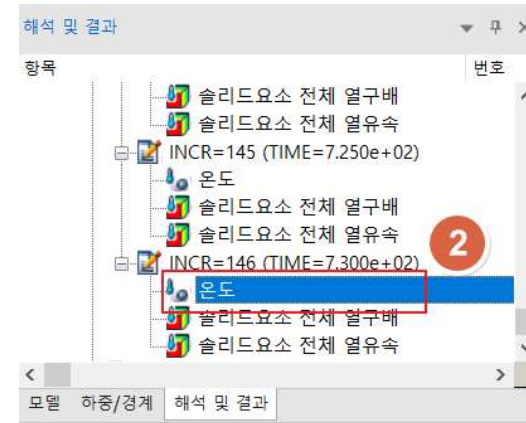 해석 및 결과
항목 번호
솔리드요소 전체 열구배
솔리드요소 전체 열유속
INCR=145 (TIME=7.250e+02)
온도
솔리드요소 전체 열구배
솔리드요소 전체 열유속
INCR=146 (TIME=7.300e+02)
2
온도
솔리드요소 전체 열구배
솔리드요소 전체 열유속
모델 하중/경계 해석 및 결과